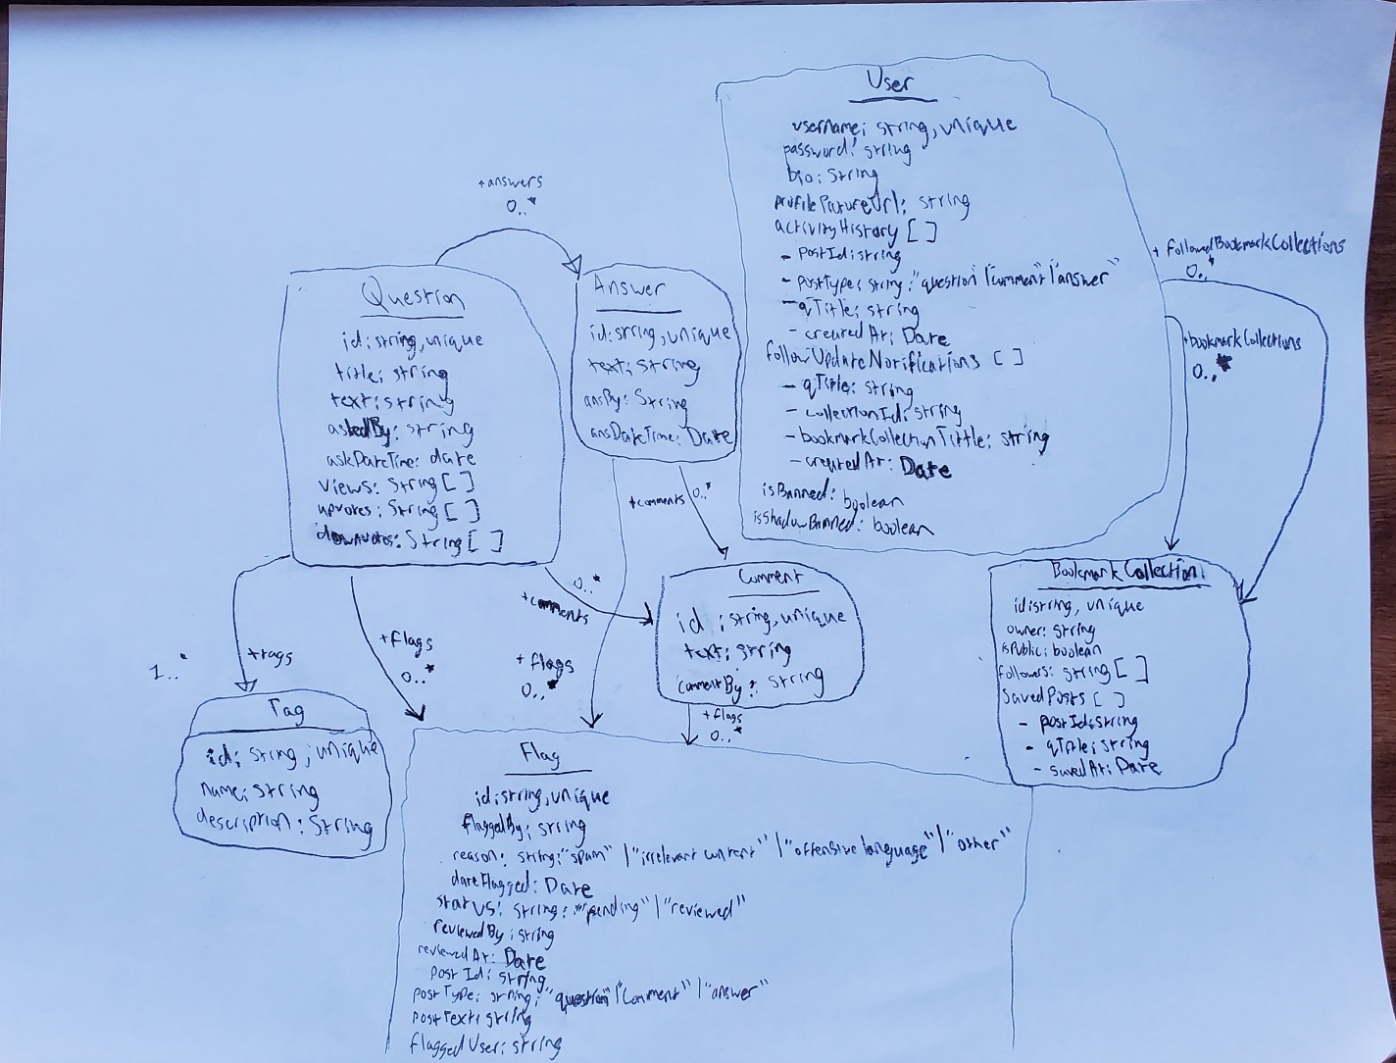 User
username: string, unique
password: string
bio: string
profilePictureUrl: string
activityHistory [ ]
- postId: string
- postType: string: "question" | "comment" | "answer"
- qTitle: string
- createdAt: Date
followUpdateNotifications [ ]
- qTitle: string
- collectionId: string
- bookmarkCollectionTittle: string
- createdAt: Date
isBanned: boolean
isShadowBanned: boolean
+answers
0..*
+ followedBookmarkCollections
0..*
+bookmarkCollections
0..*
Question
id: string, unique
title: string
text: string
askedBy: string
askDateTime: date
views: String [ ]
upvotes: String [ ]
downvotes: String [ ]
Answer
id: string, unique
text: string
ansBy: String
ansDateTime: Date
+comments
0..*
0..*
+comments
Comment
id : string, unique
text: string
commentBy : string
BookmarkCollection
id: string, unique
owner: string
isPublic: boolean
followers: string [ ]
savedPosts [ ]
- postId: string
- qTitle: string
- savedAt: Date
1..*
+tags
+flags
0..*
+ flags
0..*
+ flags
0..*
Tag
id: string, unique
name: string
description: String
Flag
id: string, unique
flaggedBy: string
reason: string: "spam" | "irrelevant content" | "offensive language" | "other"
dateFlagged: Date
status: string: "pending" | "reviewed"
reviewedBy: string
reviewedAt: Date
postId: string
postType: string: "question" | "comment" | "answer"
postText: string
flaggedUser: string